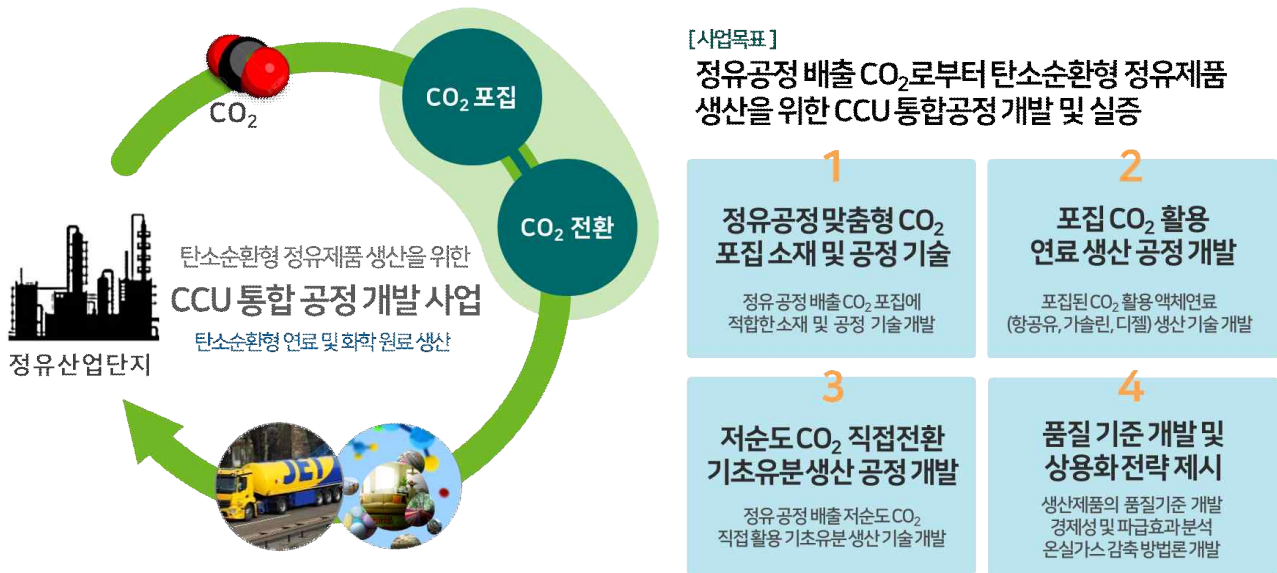 CO₂
CO₂ 포집
CO₂ 전환
정유산업단지
탄소순환형 정유제품 생산을 위한
CCU 통합 공정 개발 사업
탄소순환형 연료 및 화학 원료 생산
JET
[사업목표]
정유공정 배출 CO₂로부터 탄소순환형 정유제품
생산을 위한 CCU 통합공정 개발 및 실증
1
정유공정 맞춤형 CO₂
포집 소재 및 공정 기술
정유 공정 배출 CO₂ 포집에
적합한 소재 및 공정 기술 개발
2
포집 CO₂ 활용
연료 생산 공정 개발
포집된 CO₂ 활용 액체연료
(항공유, 가솔린, 디젤) 생산 기술 개발
3
저순도 CO₂ 직접전환
기초유분 생산 공정 개발
정유 공정 배출 저순도 CO₂
직접 활용 기초유분 생산 기술 개발
4
품질 기준 개발 및
상용화 전략 제시
생산제품의 품질기준 개발
경제성 및 파급효과 분석
온실가스 감축 방법론 개발